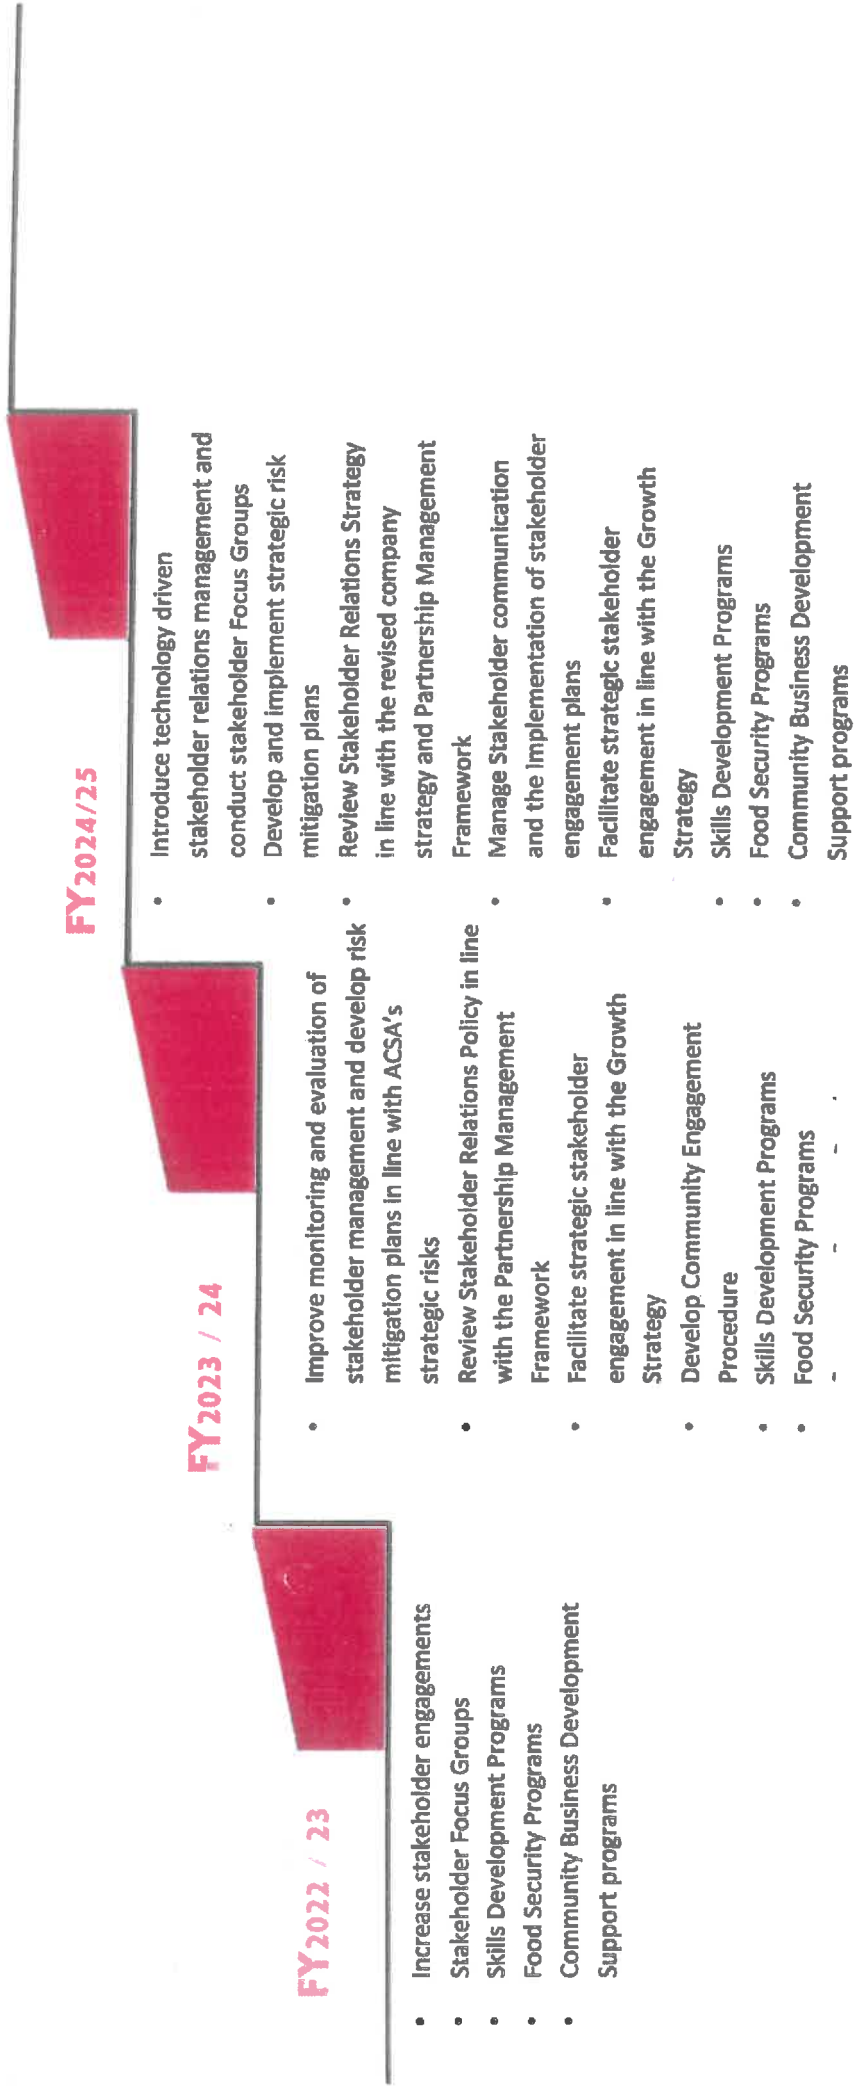 FY2022 / 23
• Increase stakeholder engagements
• Stakeholder Focus Groups
• Skills Development Programs
• Food Security Programs
• Community Business Development
Support programs
FY2023 / 24
• Improve monitoring and evaluation of
stakeholder management and develop risk
mitigation plans in line with ACSA's
strategic risks
• Review Stakeholder Relations Policy in line
with the Partnership Management
Framework
• Facilitate strategic stakeholder
engagement in line with the Growth
Strategy
• Develop Community Engagement
Procedure
• Skills Development Programs
• Food Security Programs
FY2024/25
• Introduce technology driven
stakeholder relations management and
conduct stakeholder Focus Groups
• Develop and implement strategic risk
mitigation plans
• Review Stakeholder Relations Strategy
in line with the revised company
strategy and Partnership Management
Framework
• Manage Stakeholder communication
and the Implementation of stakeholder
engagement plans
• Facilitate strategic stakeholder
engagement in line with the Growth
Strategy
• Skills Development Programs
• Food Security Programs
• Community Business Development
Support programs